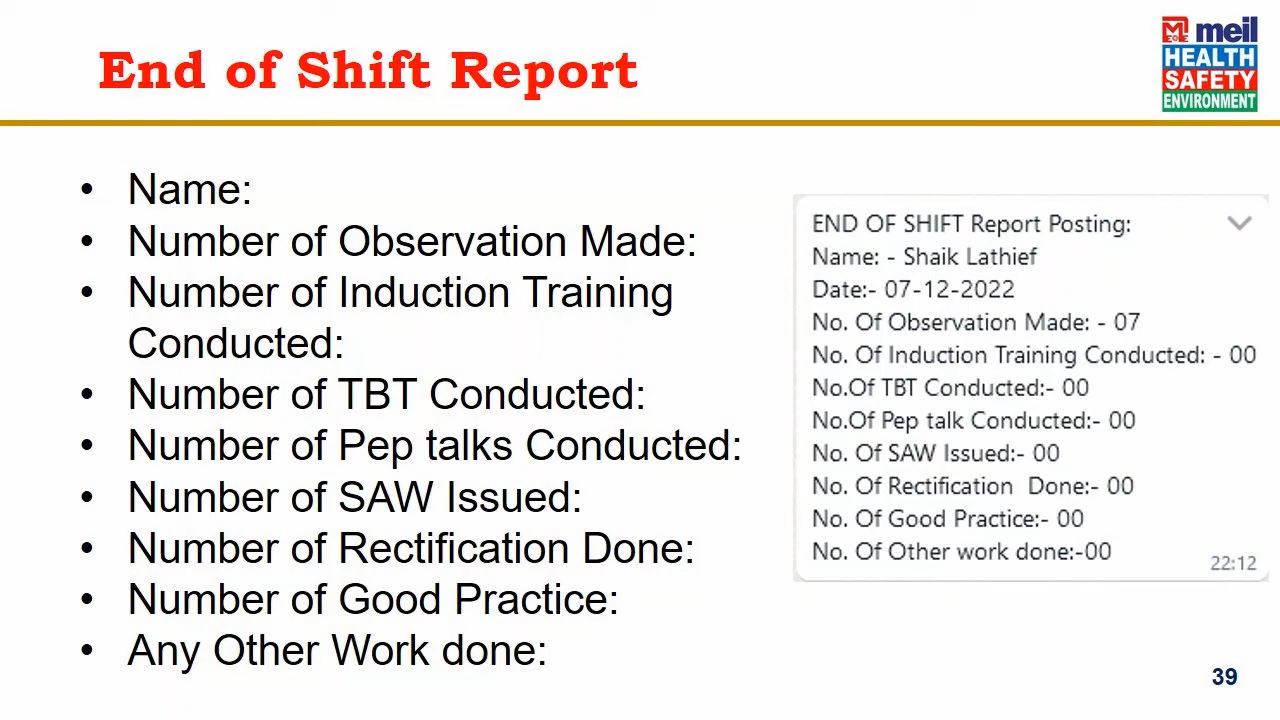 End of Shift Report
meil
HEALTH
SAFETY
ENVIRONMENT
• Name:
• Number of Observation Made:
• Number of Induction Training
Conducted:
• Number of TBT Conducted:
• Number of Pep talks Conducted:
• Number of SAW Issued:
• Number of Rectification Done:
• Number of Good Practice:
• Any Other Work done:
END OF SHIFT Report Posting:
Name: - Shaik Lathief
Date:- 07-12-2022
No. Of Observation Made: - 07
No. Of Induction Training Conducted: - 00
No.Of TBT Conducted:- 00
No.Of Pep talk Conducted:- 00
No. Of SAW Issued:- 00
No. Of Rectification  Done:- 00
No. Of Good Practice:- 00
No. Of Other work done:-00
22:12
39